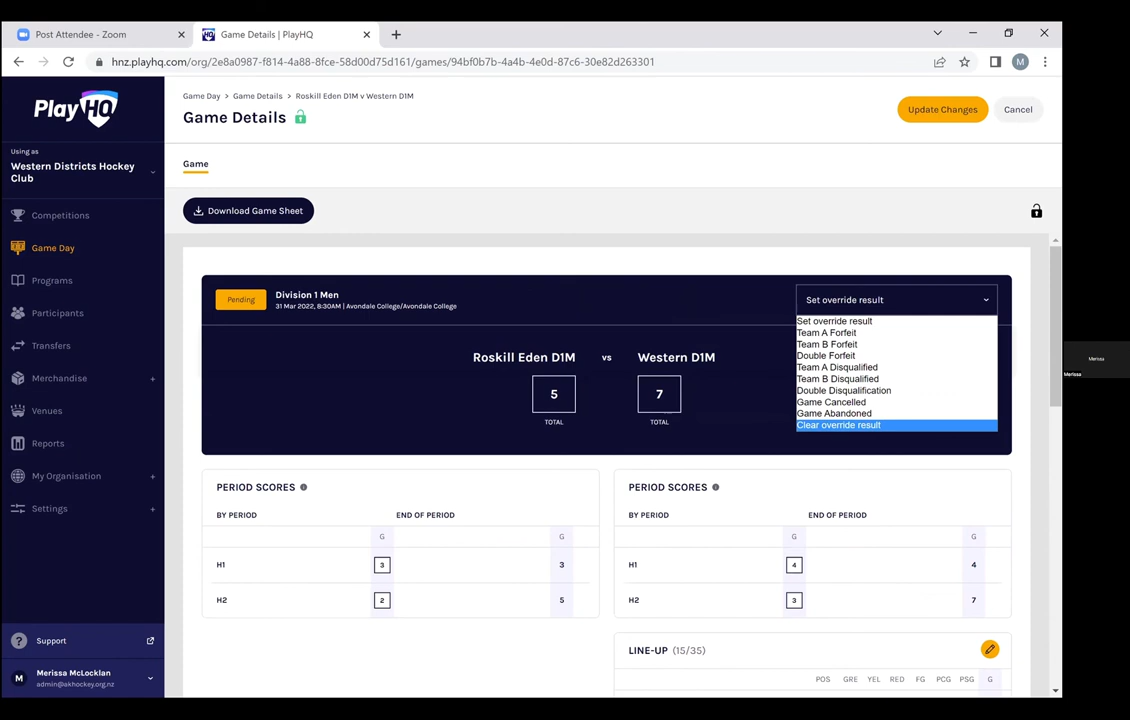 Post Attendee - Zoom
Game Details | PlayHQ
hnz.playhq.com/org/2e8a0987-f814-4a88-8fce-58d00d75d161/games/94bf0b7b-4a4b-4e0d-87c6-30e82d263301
M
PlayHQ
Using as
Western Districts Hockey
Club
Competitions
Game Day
Programs
Participants
Transfers
Merchandise
Venues
Reports
My Organisation
Settings
Support
M
Merissa McLocklan
admin@akhockey.org.nz
Game Day > Game Details > Roskill Eden D1M v Western D1M
Game Details
Update Changes
Cancel
Game
Download Game Sheet
Pending
Division 1 Men
31 Mar 2022, 8:30AM | Avondale College/Avondale College
Set override result
Set override result
Team A Forfeit
Team B Forfeit
Double Forfeit
Team A Disqualified
Team B Disqualified
Double Disqualification
Game Cancelled
Game Abandoned
Clear override result
Roskill Eden D1M vs Western D1M
5 7
TOTAL TOTAL
PERIOD SCORES
BY PERIOD END OF PERIOD
G G
H1 3 3
H2 2 5
PERIOD SCORES
BY PERIOD END OF PERIOD
G G
H1 4 4
H2 3 7
LINE-UP (15/35)
POS GRE YEL RED FG PCG PSG G
Merissa
Merissa